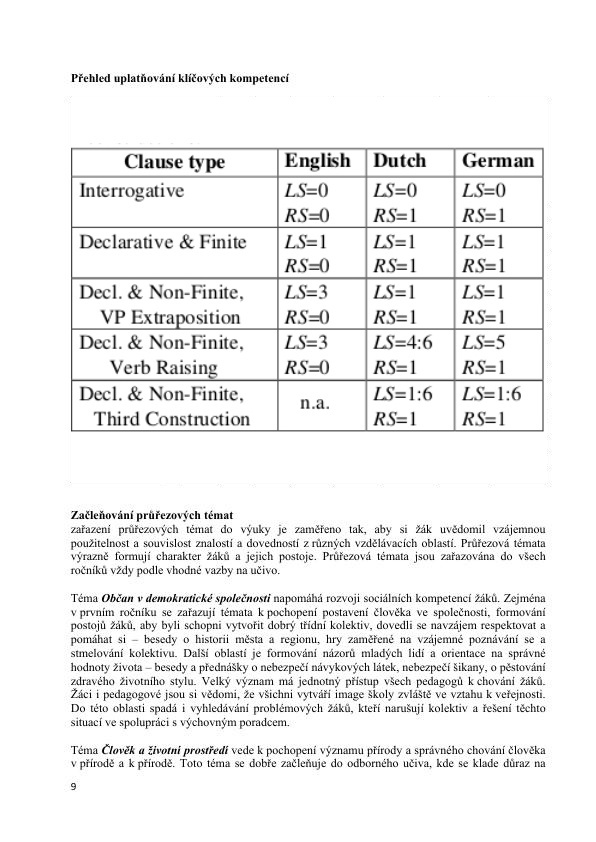 Přehled uplatňování klíčových kompetencí
Clause type English Dutch German
Interrogative LS=0 LS=0 LS=0
RS=0 RS=1 RS=1
Declarative & Finite LS=1 LS=1 LS=1
RS=0 RS=1 RS=1
Decl. & Non-Finite, LS=3 LS=1 LS=1
VP Extraposition RS=0 RS=1 RS=1
Decl. & Non-Finite, LS=3 LS=4:6 LS=5
Verb Raising RS=0 RS=1 RS=1
Decl. & Non-Finite, n.a. LS=1:6 LS=1:6
Third Construction RS=1 RS=1
Začleňování průřezových témat
zařazení průřezových témat do výuky je zaměřeno tak, aby si žák uvědomil vzájemnou
použitelnost a souvislost znalostí a dovedností z různých vzdělávacích oblastí. Průřezová témata
výrazně formují charakter žáků a jejich postoje. Průřezová témata jsou zařazována do všech
ročníků vždy podle vhodné vazby na učivo.
Téma Občan v demokratické společnosti napomáhá rozvoji sociálních kompetencí žáků. Zejména
v prvním ročníku se zařazují témata k pochopení postavení člověka ve společnosti, formování
postojů žáků, aby byli schopni vytvořit dobrý třídní kolektiv, dovedli se navzájem respektovat a
pomáhat si – besedy o historii města a regionu, hry zaměřené na vzájemné poznávání se a
stmelování kolektivu. Další oblastí je formování názorů mladých lidí a orientace na správné
hodnoty života – besedy a přednášky o nebezpečí návykových látek, nebezpečí šikany, o pěstování
zdravého životního stylu. Velký význam má jednotný přístup všech pedagogů k chování žáků.
Žáci i pedagogové jsou si vědomi, že všichni vytváří image školy zvláště ve vztahu k veřejnosti.
Do této oblasti spadá i vyhledávání problémových žáků, kteří narušují kolektiv a řešení těchto
situací ve spolupráci s výchovným poradcem.
Téma Člověk a životní prostředí vede k pochopení významu přírody a správného chování člověka
v přírodě a k přírodě. Toto téma se dobře začleňuje do odborného učiva, kde se klade důraz na
9